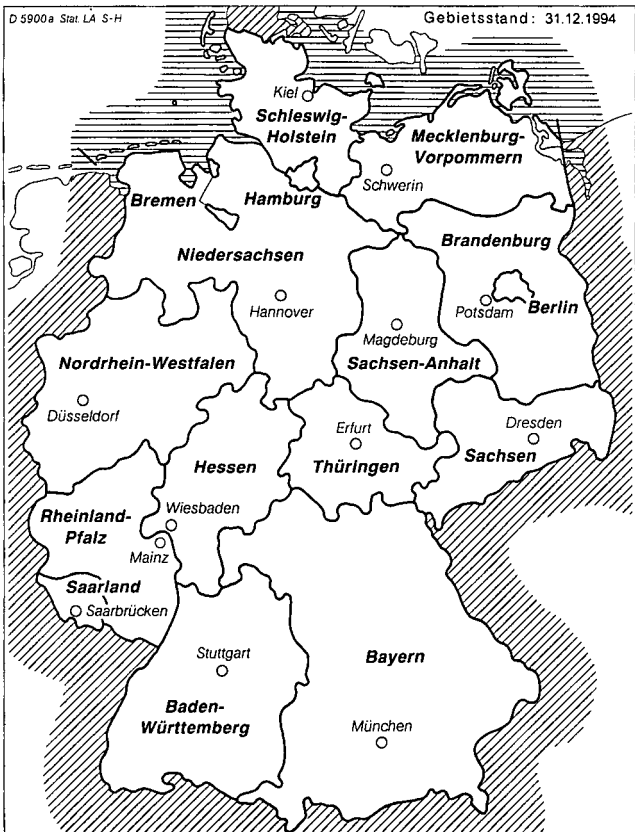 D 5900a Stat. LA S-H
Gebietsstand: 31.12.1994
Kiel
Schleswig-
Holstein
Mecklenburg-
Vorpommern
Schwerin
Bremen
Hamburg
Niedersachsen
Brandenburg
Hannover
Potsdam
Berlin
Magdeburg
Nordrhein-Westfalen
Sachsen-Anhalt
Düsseldorf
Erfurt
Dresden
Hessen
Thüringen
Sachsen
Wiesbaden
Rheinland-
Pfalz
Mainz
Saarland
Saarbrücken
Stuttgart
Bayern
Baden-
Württemberg
München